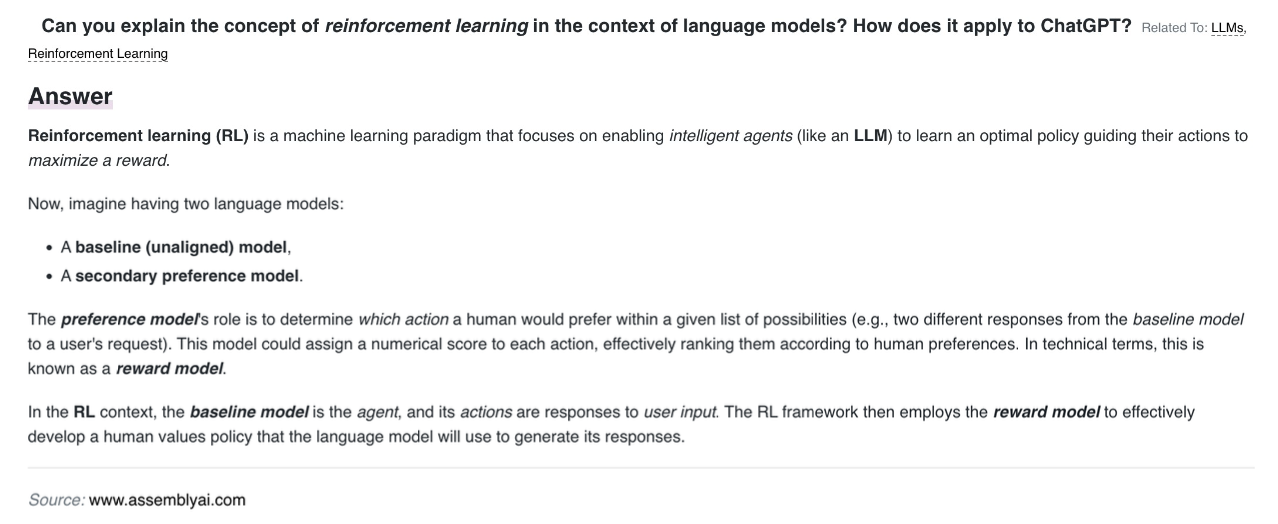 Can you explain the concept of reinforcement learning in the context of language models? How does it apply to ChatGPT? Related To: LLMs,
Reinforcement Learning
Answer
Reinforcement learning (RL) is a machine learning paradigm that focuses on enabling intelligent agents (like an LLM) to learn an optimal policy guiding their actions to
maximize a reward.
Now, imagine having two language models:
• A baseline (unaligned) model,
• A secondary preference model.
The preference model's role is to determine which action a human would prefer within a given list of possibilities (e.g., two different responses from the baseline model
to a user's request). This model could assign a numerical score to each action, effectively ranking them according to human preferences. In technical terms, this is
known as a reward model.
In the RL context, the baseline model is the agent, and its actions are responses to user input. The RL framework then employs the reward model to effectively
develop a human values policy that the language model will use to generate its responses.
Source: www.assemblyai.com